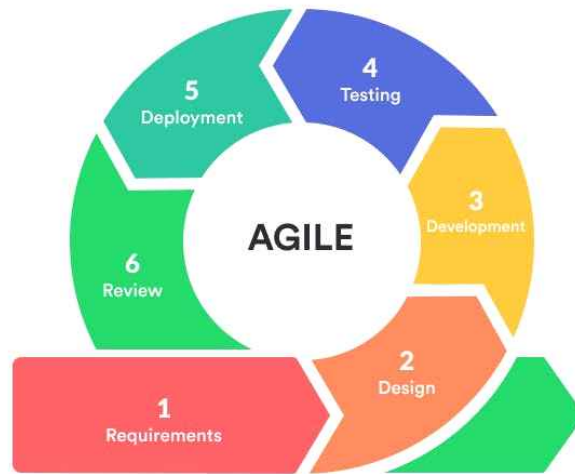 AGILE
1
Requirements
2
Design
3
Development
4
Testing
5
Deployment
6
Review